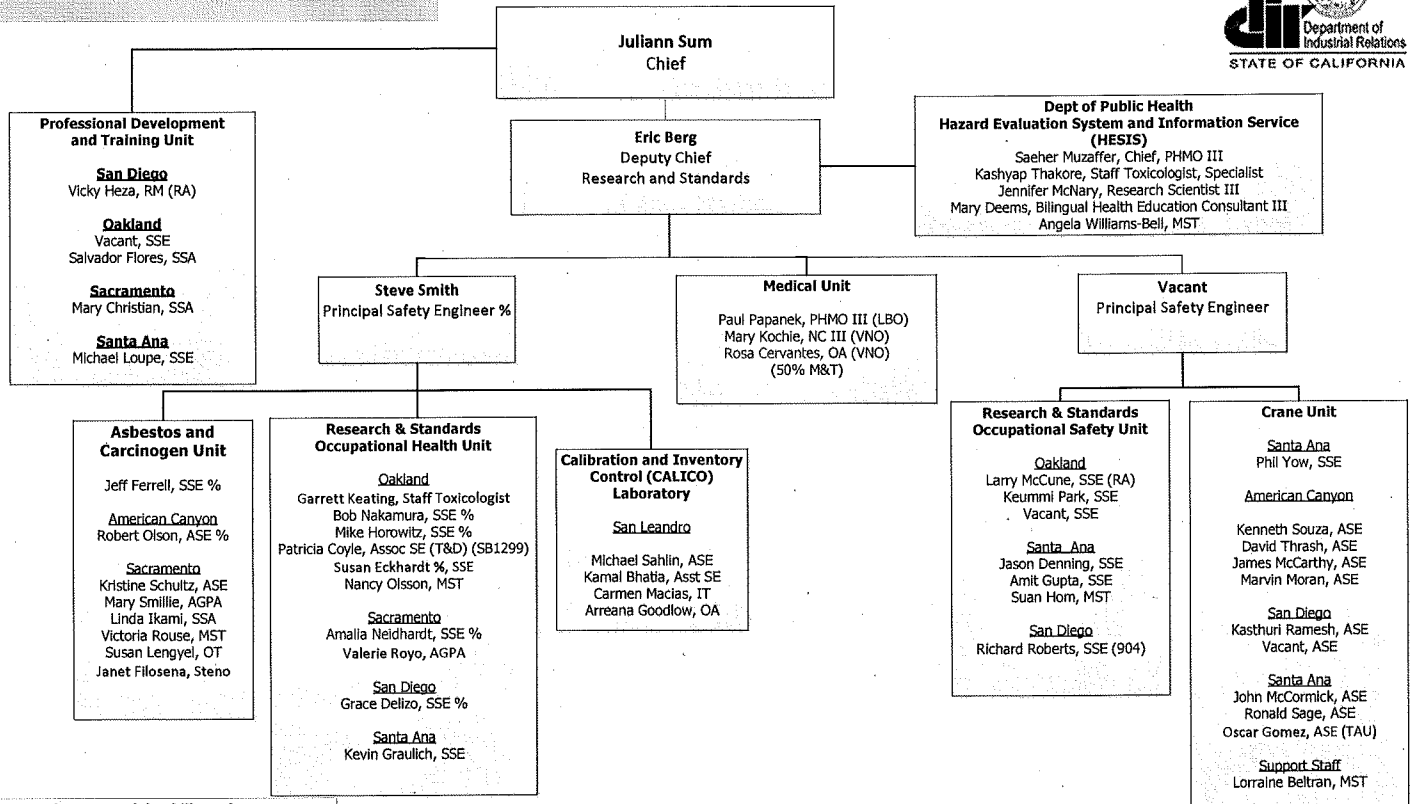 Juliann Sum
Chief
Department of
Industrial Relations
STATE OF CALIFORNIA
Professional Development
and Training Unit
San Diego
Vicky Heza, RM (RA)
Oakland
Vacant, SSE
Salvador Flores, SSA
Sacramento
Mary Christian, SSA
Santa Ana
Michael Loupe, SSE
Eric Berg
Deputy Chief
Research and Standards
Dept of Public Health
Hazard Evaluation System and Information Service
(HESIS)
Saeher Muzaffer, Chief, PHMO III
Kashyap Thakore, Staff Toxicologist, Specialist
Jennifer McNary, Research Scientist III
Mary Deems, Bilingual Health Education Consultant III
Angela Williams-Bell, MST
Steve Smith
Principal Safety Engineer %
Medical Unit
Paul Papanek, PHMO III (LBO)
Mary Kochie, NC III (VNO)
Rosa Cervantes, OA (VNO)
(50% M&T)
Vacant
Principal Safety Engineer
Asbestos and
Carcinogen Unit
Jeff Ferrell, SSE %
American Canyon
Robert Olson, ASE %
Sacramento
Kristine Schultz, ASE
Mary Smillie, AGPA
Linda Ikami, SSA
Victoria Rouse, MST
Susan Lengyel, OT
Janet Filosena, Steno
Research & Standards
Occupational Health Unit
Oakland
Garrett Keating, Staff Toxicologist
Bob Nakamura, SSE %
Mike Horowitz, SSE %
Patricia Coyle, Assoc SE (T&D) (SB1299)
Susan Eckhardt %, SSE
Nancy Olsson, MST
Sacramento
Amalia Neidhardt, SSE %
Valerie Royo, AGPA
San Diego
Grace Delizo, SSE %
Santa Ana
Kevin Graulich, SSE
Calibration and Inventory
Control (CALICO)
Laboratory
San Leandro
Michael Sahlin, ASE
Kamal Bhatia, Asst SE
Carmen Macias, IT
Arreana Goodlow, OA
Research & Standards
Occupational Safety Unit
Oakland
Larry McCune, SSE (RA)
Keummi Park, SSE
Vacant, SSE
Santa Ana
Jason Denning, SSE
Amit Gupta, SSE
Suan Hom, MST
San Diego
Richard Roberts, SSE (904)
Crane Unit
Santa Ana
Phil Yow, SSE
American Canyon
Kenneth Souza, ASE
David Thrash, ASE
James McCarthy, ASE
Marvin Moran, ASE
San Diego
Kasthuri Ramesh, ASE
Vacant, ASE
Santa Ana
John McCormick, ASE
Ronald Sage, ASE
Oscar Gomez, ASE (TAU)
Support Staff
Lorraine Beltran, MST